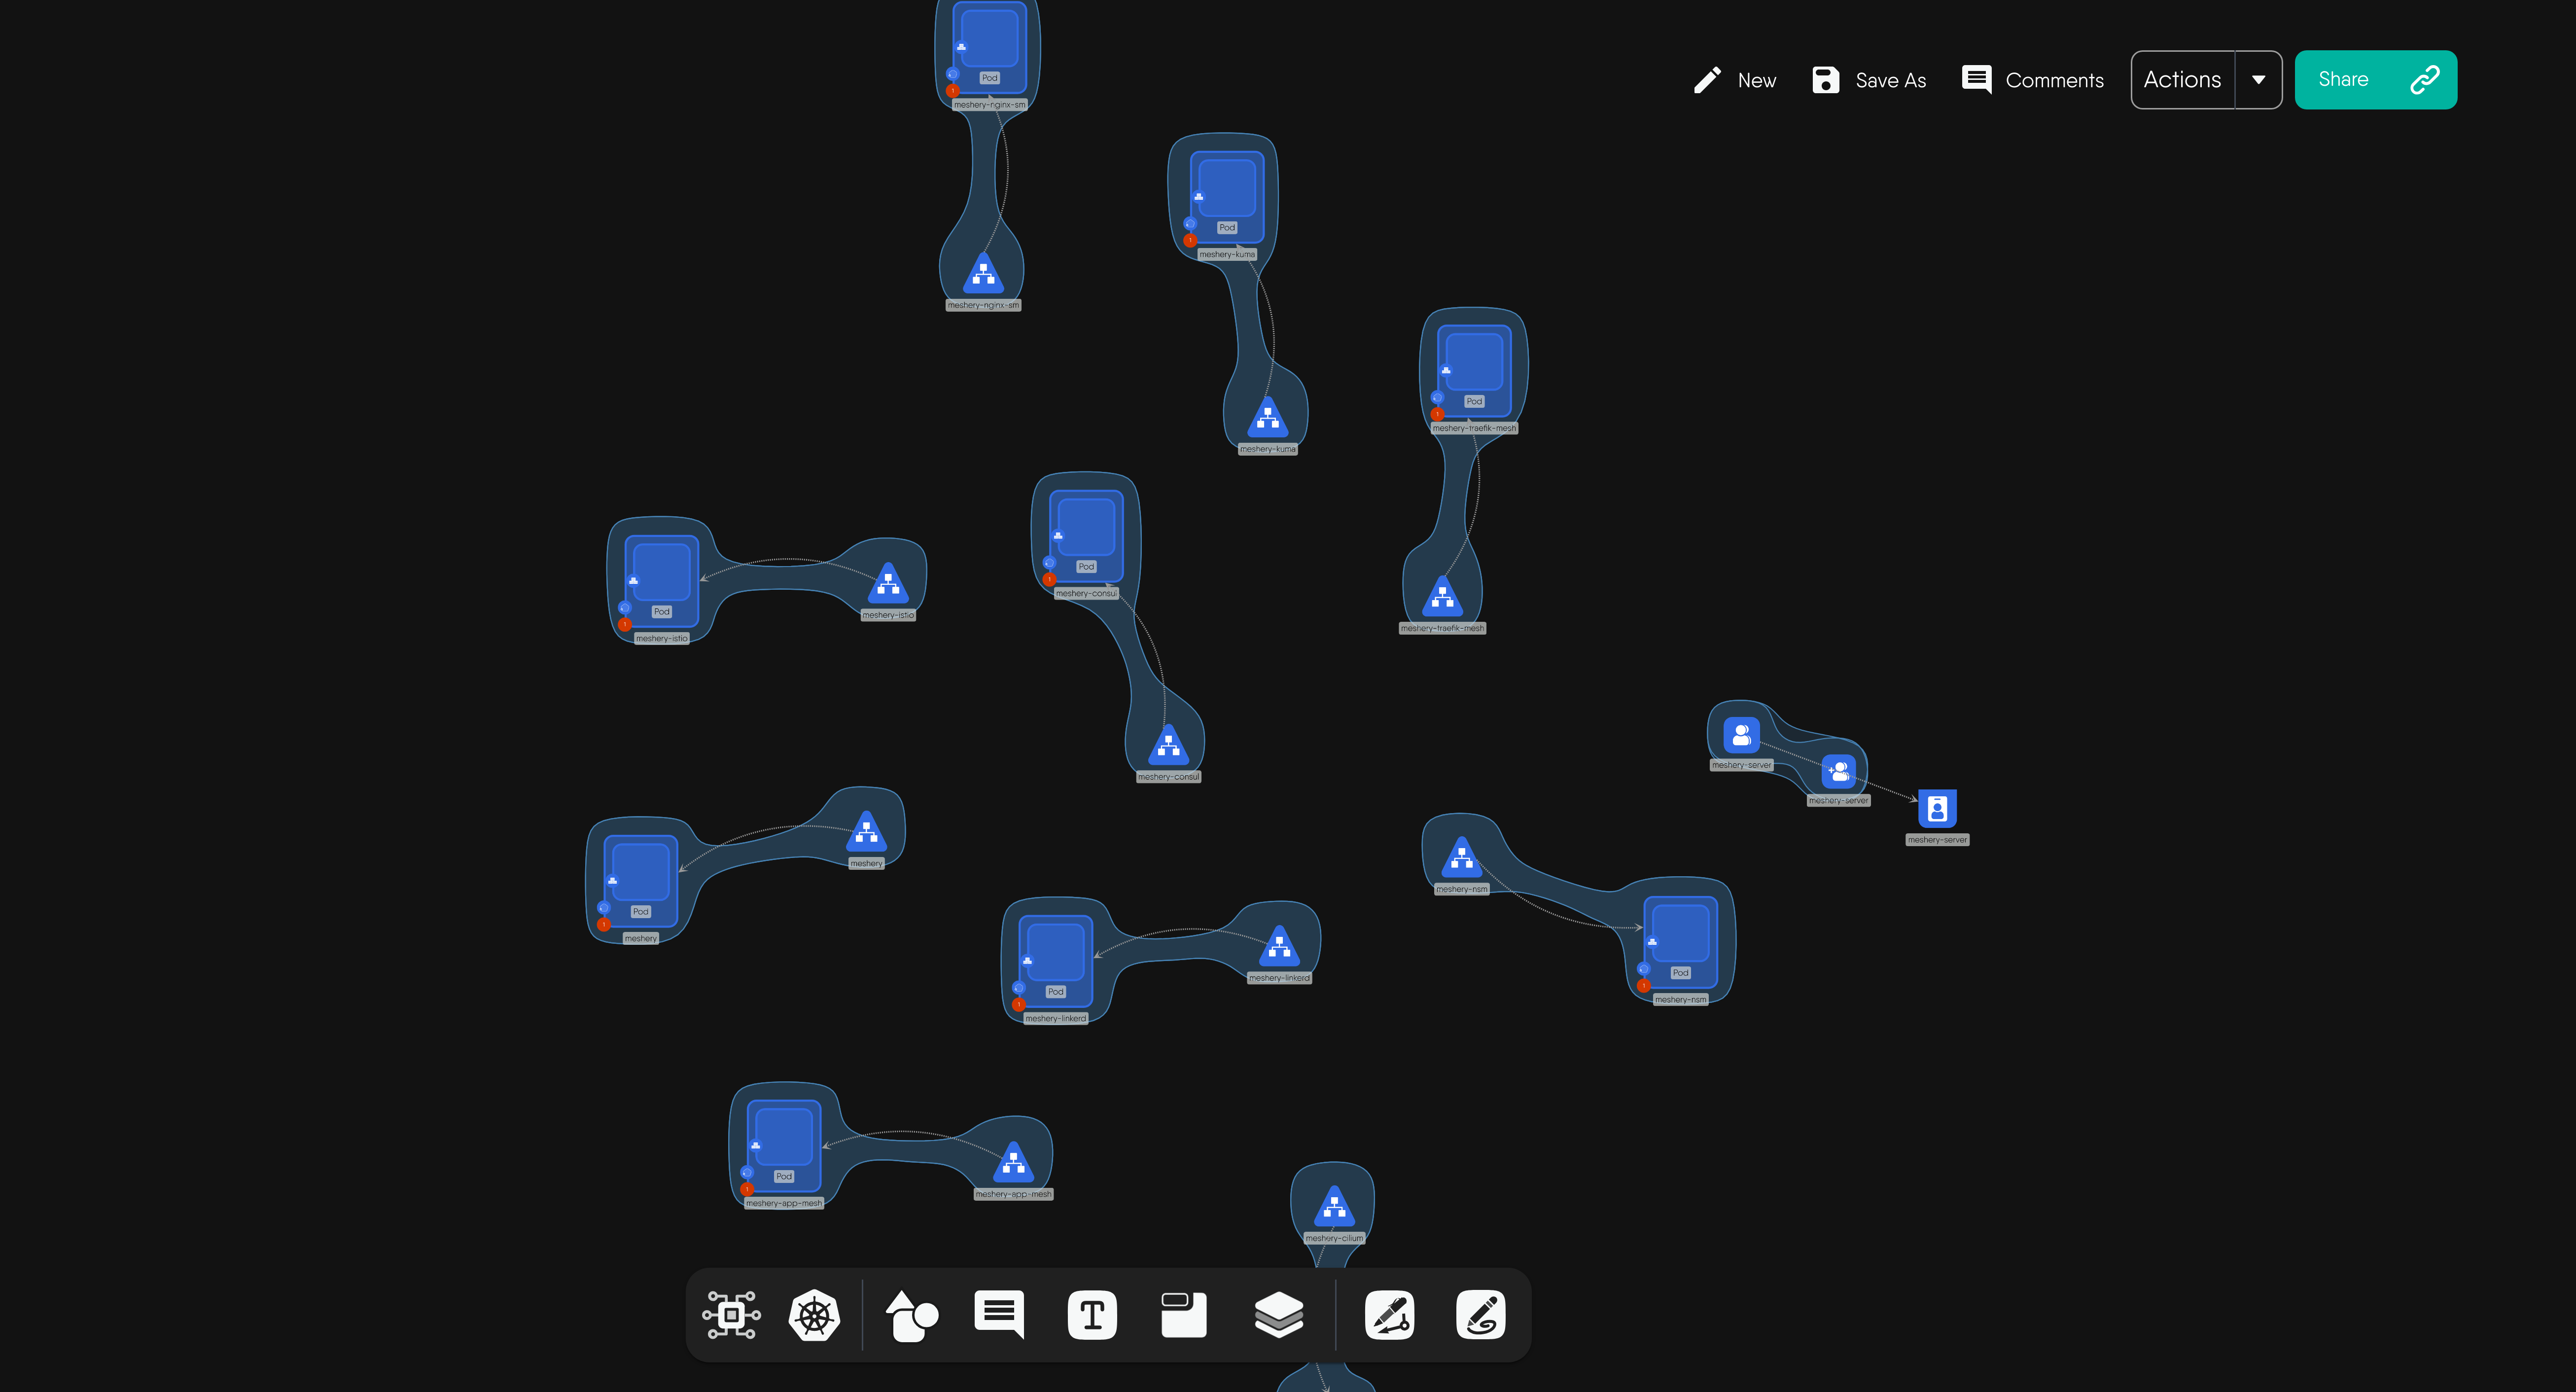 Pod
meshery-nginx-sm
New
Save As
Comments
Actions
Share
Pod
meshery-kuma
meshery-nginx-sm
Pod
meshery-traefik-mesh
meshery-kuma
Pod
meshery-consul
Pod
meshery-istio
meshery-istio
meshery-traefik-mesh
meshery-consul
meshery-server
meshery-server
meshery-server
meshery
Pod
meshery
meshery-nsm
Pod
meshery-nsm
meshery-linkerd
Pod
meshery-linkerd
Pod
meshery-app-mesh
meshery-app-mesh
meshery-cilium
T